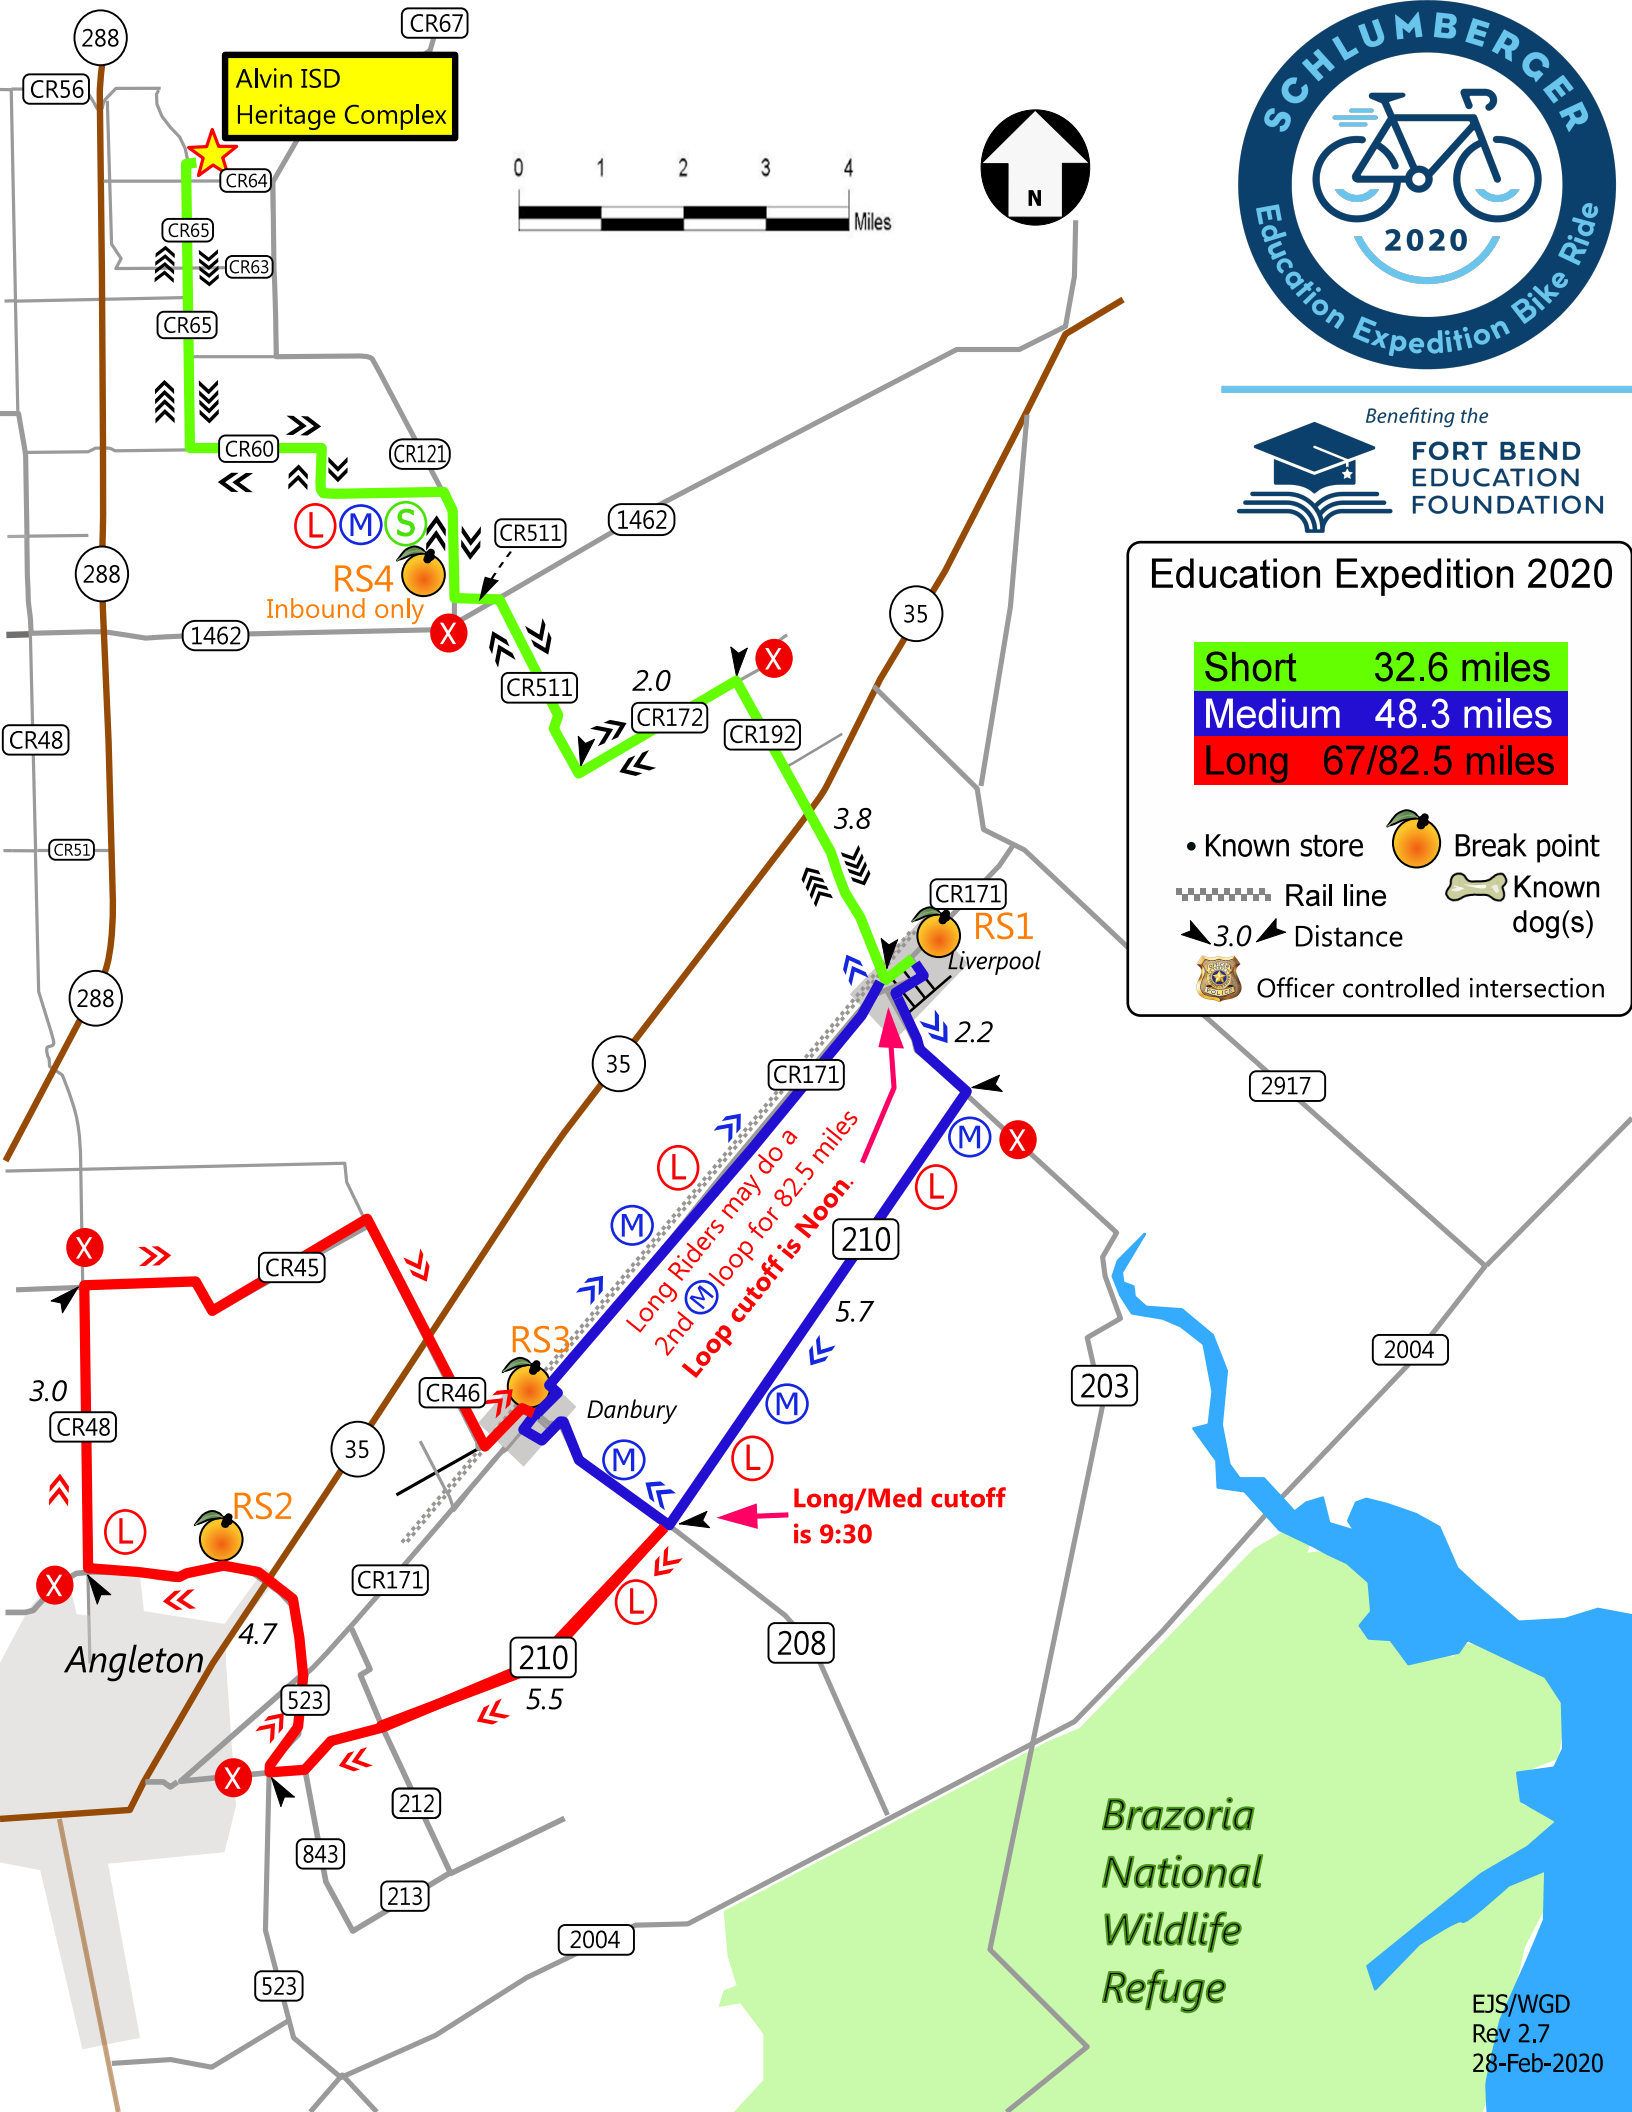 288
CR67
CR56
Alvin ISD
Heritage Complex
CR64
CR65
CR63
CR65
0 1 2 3 4
Miles
N
SCHLUMBERGER
2020
Education Expedition Bike Ride
Benefiting the
FORT BEND
EDUCATION
FOUNDATION
CR60
CR121
L M S
CR511
1462
RS4
Inbound only
288
1462
X
35
CR511
2.0
CR172
X
CR192
CR48
3.8
CR51
Education Expedition 2020
Short 32.6 miles
Medium 48.3 miles
Long 67/82.5 miles
Known store
Break point
Rail line
Known
dog(s)
3.0
Distance
Officer controlled intersection
CR171
RS1
Liverpool
288
2.2
35
CR171
2917
M
X
L
L
M
Long Riders may do a
2nd M loop for 82.5 miles
Loop cutoff is Noon.
210
5.7
X
CR45
3.0
CR48
RS3
CR46
Danbury
M
203
2004
35
M
L
RS2
L
X
Long/Med cutoff
is 9:30
CR171
L
Angleton
4.7
210
5.5
208
523
X
212
843
213
2004
523
Brazoria
National
Wildlife
Refuge
EJS/WGD
Rev 2.7
28-Feb-2020